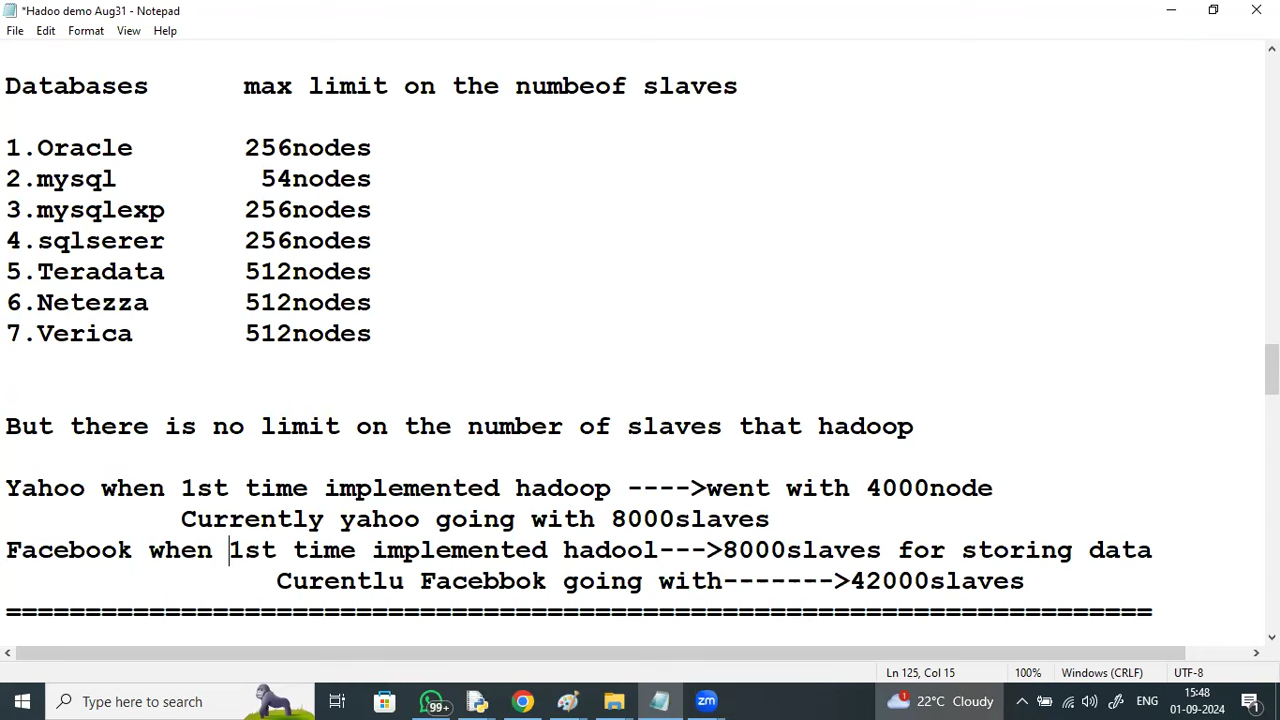 *Hadoo demo Aug31 - Notepad
File Edit Format View Help
Databases max limit on the numbeof slaves
1.Oracle 256nodes
2.mysql 54nodes
3.mysqlexp 256nodes
4.sqlserer 256nodes
5.Teradata 512nodes
6.Netezza 512nodes
7.Verica 512nodes
But there is no limit on the number of slaves that hadoop
Yahoo when 1st time implemented hadoop ---->went with 4000node
Currently yahoo going with 8000slaves
Facebook when 1st time implemented hadool--->8000slaves for storing data
Curentlu Facebbok going with------->42000slaves
=========================================================================
Ln 125, Col 15 100% Windows (CRLF) UTF-8
Type here to search 99+ zm 1 22°C Cloudy ENG 15:48 01-09-2024 1